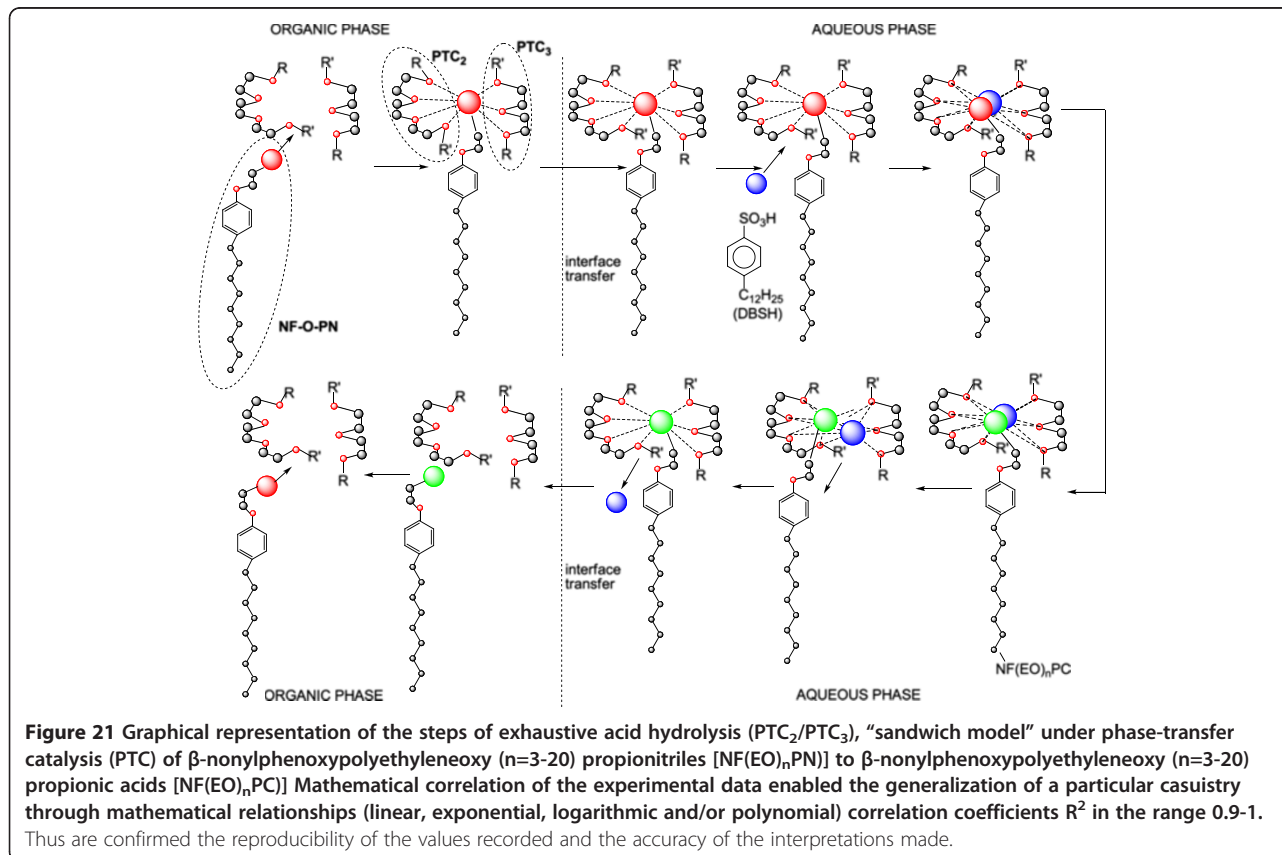 ORGANIC PHASE
AQUEOUS PHASE
PTC2
PTC3
R
R'
R'
R
R
R'
R'
R
R'
R
R'
R
R'
R
R'
R
R
R'
R'
R
NF-O-PN
interface
transfer
SO3H
C12H25
(DBSH)
R
R'
R'
R
R
R'
R'
R
R
R'
R'
R
R
R'
R'
R
R
R'
R'
R
interface
transfer
NF(EO)nPC
ORGANIC PHASE
AQUEOUS PHASE
Figure 21 Graphical representation of the steps of exhaustive acid hydrolysis (PTC2/PTC3), “sandwich model” under phase-transfer
catalysis (PTC) of β-nonylphenoxypolyethyleneoxy (n=3-20) propionitriles [NF(EO)nPN)] to β-nonylphenoxypolyethyleneoxy (n=3-20)
propionic acids [NF(EO)nPC)] Mathematical correlation of the experimental data enabled the generalization of a particular casuistry
through mathematical relationships (linear, exponential, logarithmic and/or polynomial) correlation coefficients R² in the range 0.9-1.
Thus are confirmed the reproducibility of the values recorded and the accuracy of the interpretations made.